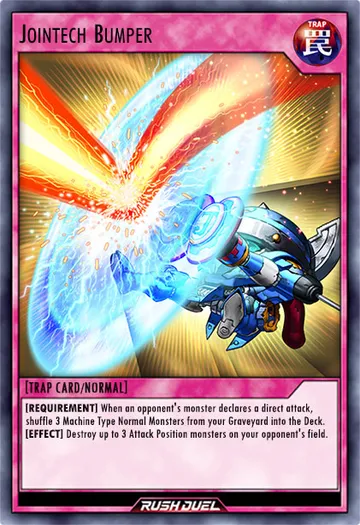 JOINTECH BUMPER
TRAP
罠
[TRAP CARD/NORMAL]
[REQUIREMENT] When an opponent's monster declares a direct attack,
shuffle 3 Machine Type Normal Monsters from your Graveyard into the Deck.
[EFFECT] Destroy up to 3 Attack Position monsters on your opponent's field.
RUSH DUEL